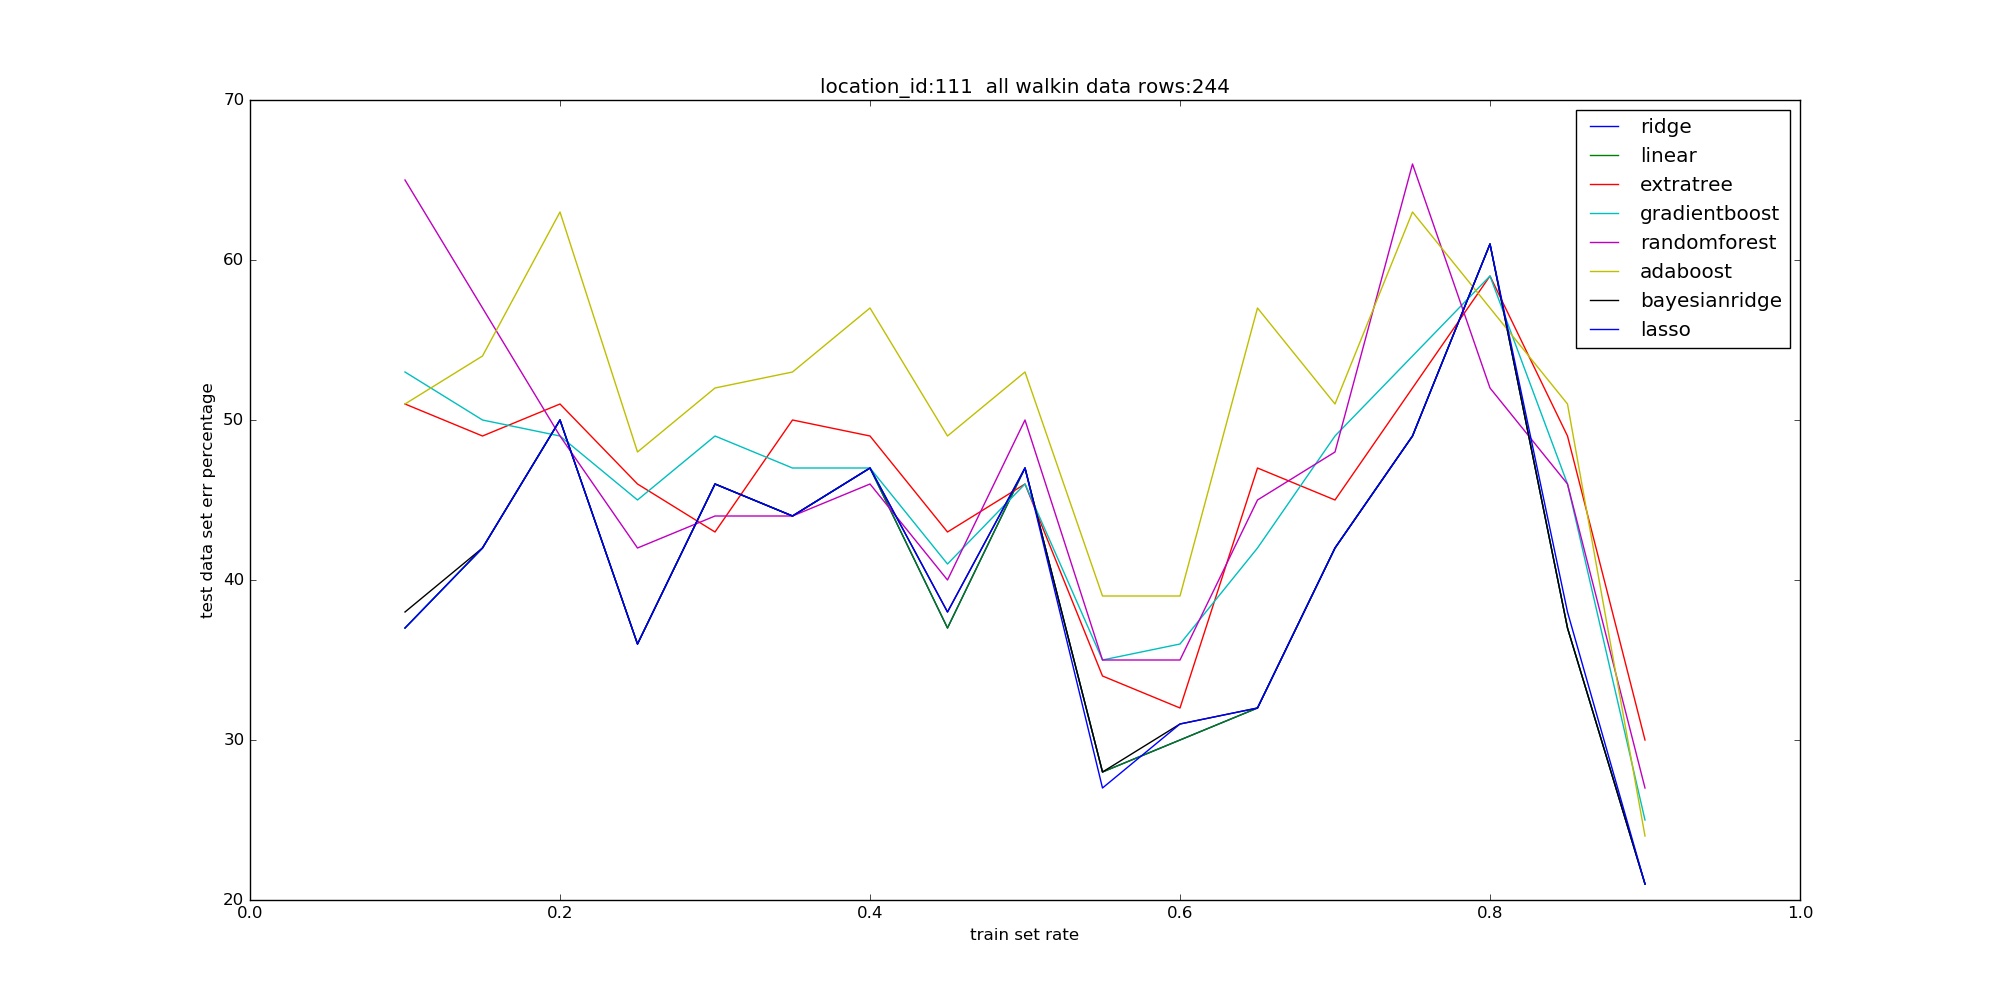 location_id:111  all walkin data rows:244
70
60
50
40
30
20
test data set err percentage
ridge
linear
extratree
gradientboost
randomforest
adaboost
bayesianridge
lasso
0.0 0.2 0.4 0.6 0.8 1.0
train set rate